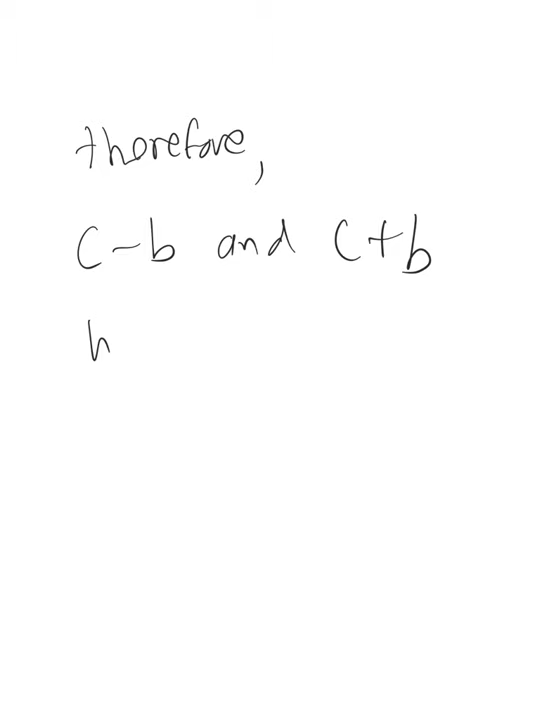 therefore,
c-b and c+b
h